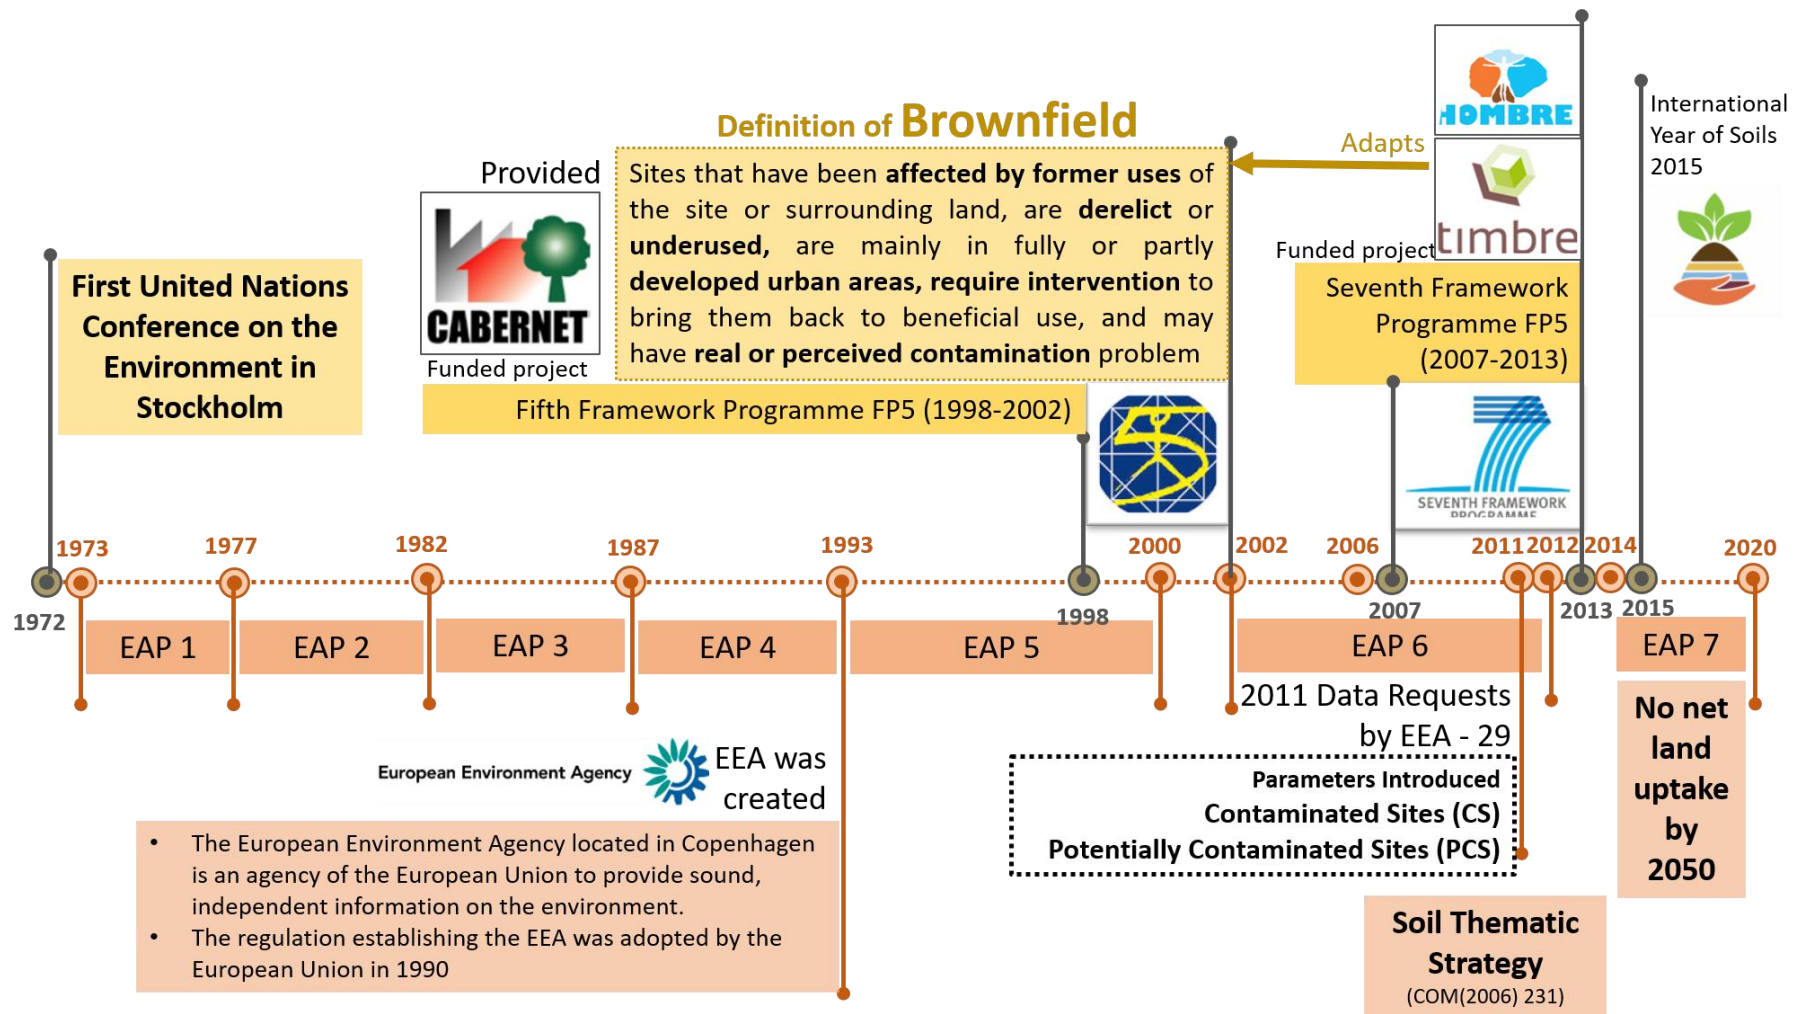 Definition of Brownfield
Provided
CABERNET
Funded project
Sites that have been affected by former uses of
the site or surrounding land, are derelict or
underused, are mainly in fully or partly
developed urban areas, require intervention to
bring them back to beneficial use, and may
have real or perceived contamination problem
Fifth Framework Programme FP5 (1998-2002)
First United Nations
Conference on the
Environment in
Stockholm
HOMBRE
Adapts
timbre
Funded project
Seventh Framework
Programme FP5
(2007-2013)
SEVENTH FRAMEWORK
PROGRAMME
International
Year of Soils
2015
1973
1977
1982
1987
1993
2000
2002
2006
2011
2012
2014
2020
1972
1998
2007
2013
2015
EAP 1
EAP 2
EAP 3
EAP 4
EAP 5
EAP 6
EAP 7
European Environment Agency
EEA was
created
• The European Environment Agency located in Copenhagen
is an agency of the European Union to provide sound,
independent information on the environment.
• The regulation establishing the EEA was adopted by the
European Union in 1990
2011 Data Requests
by EEA - 29
Parameters Introduced
Contaminated Sites (CS)
Potentially Contaminated Sites (PCS)
No net
land
uptake
by
2050
Soil Thematic
Strategy
(COM(2006) 231)